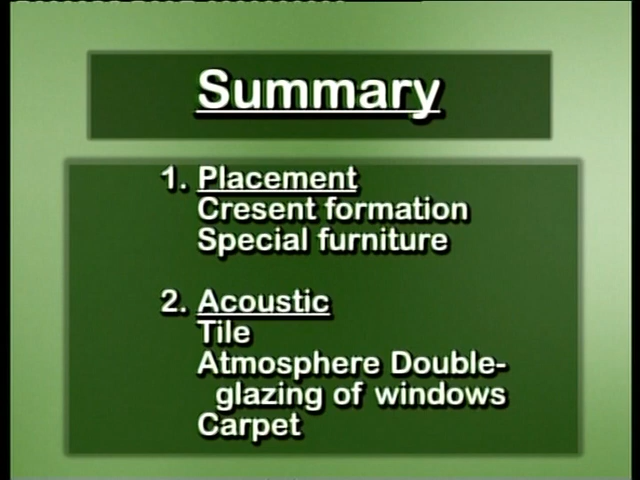 Summary
1. Placement
Cresent formation
Special furniture
2. Acoustic
Tile
Atmosphere Double-
glazing of windows
Carpet